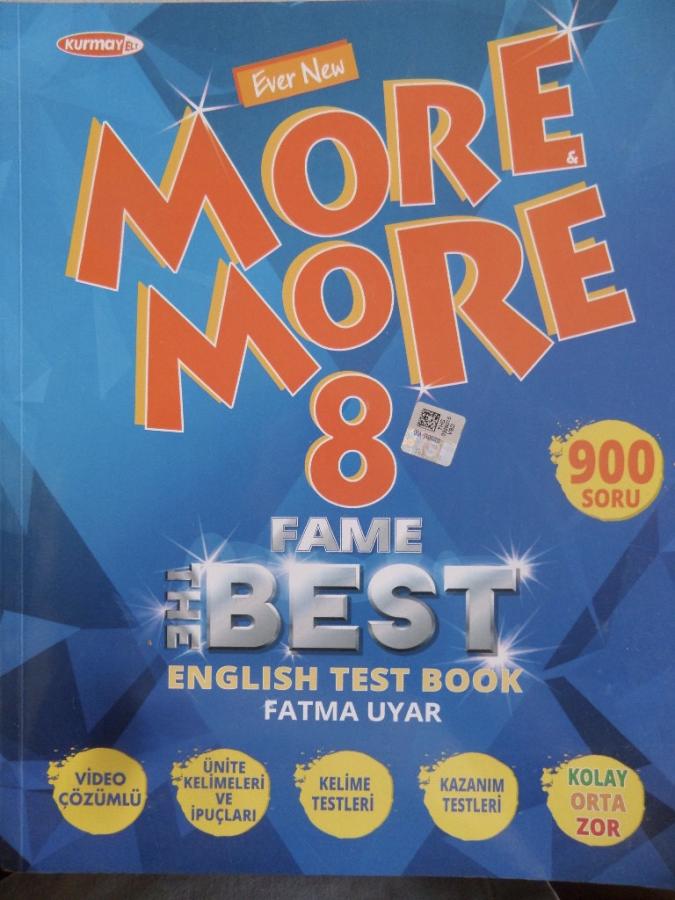 KURMAY ELT
Ever New
MORE &
MORE
8
900
SORU
FAME
THE BEST
ENGLISH TEST BOOK
FATMA UYAR
VİDEO
ÇÖZÜMLÜ
ÜNİTE
KELİMELERİ
VE
İPUÇLARI
KELİME
TESTLERİ
KAZANIM
TESTLERİ
KOLAY
ORTA
ZOR